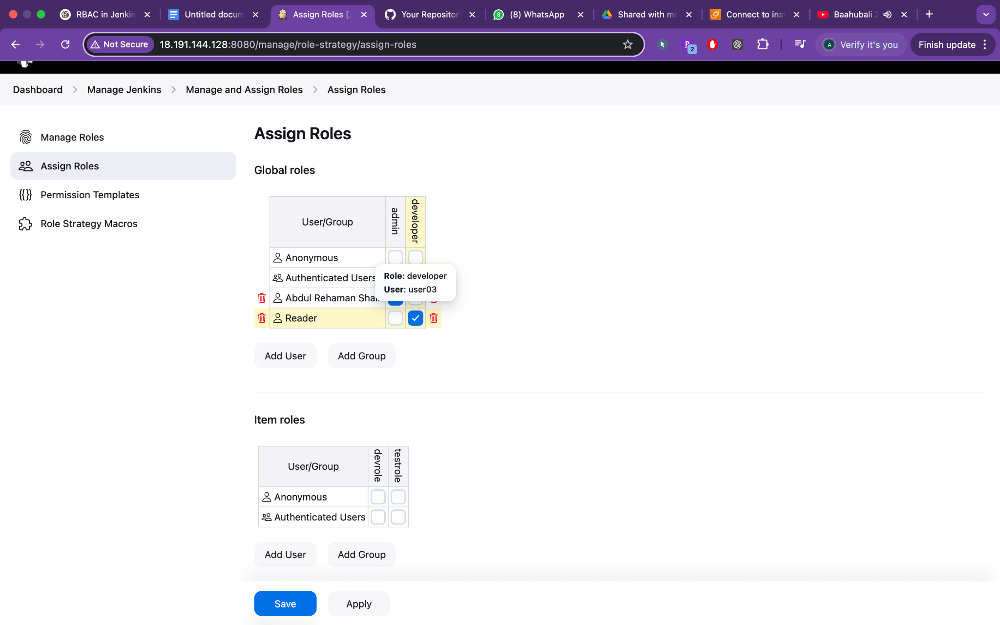 RBAC in Jenkin
Untitled docum
Assign Roles [J
Your Repositori
(8) WhatsApp
Shared with me
Connect to ins
Baahubali 2
Not Secure
18.191.144.128:8080/manage/role-strategy/assign-roles
2
A
Verify it's you
Finish update
Dashboard
Manage Jenkins
Manage and Assign Roles
Assign Roles
Manage Roles
Assign Roles
Permission Templates
Role Strategy Macros
Assign Roles
Global roles
User/Group
admin
developer
Anonymous
Authenticated Users
Role: developer
User: user03
Abdul Rehaman Shai
Reader
Add User
Add Group
Item roles
User/Group
devrole
testrole
Anonymous
Authenticated Users
Add User
Add Group
Save
Apply